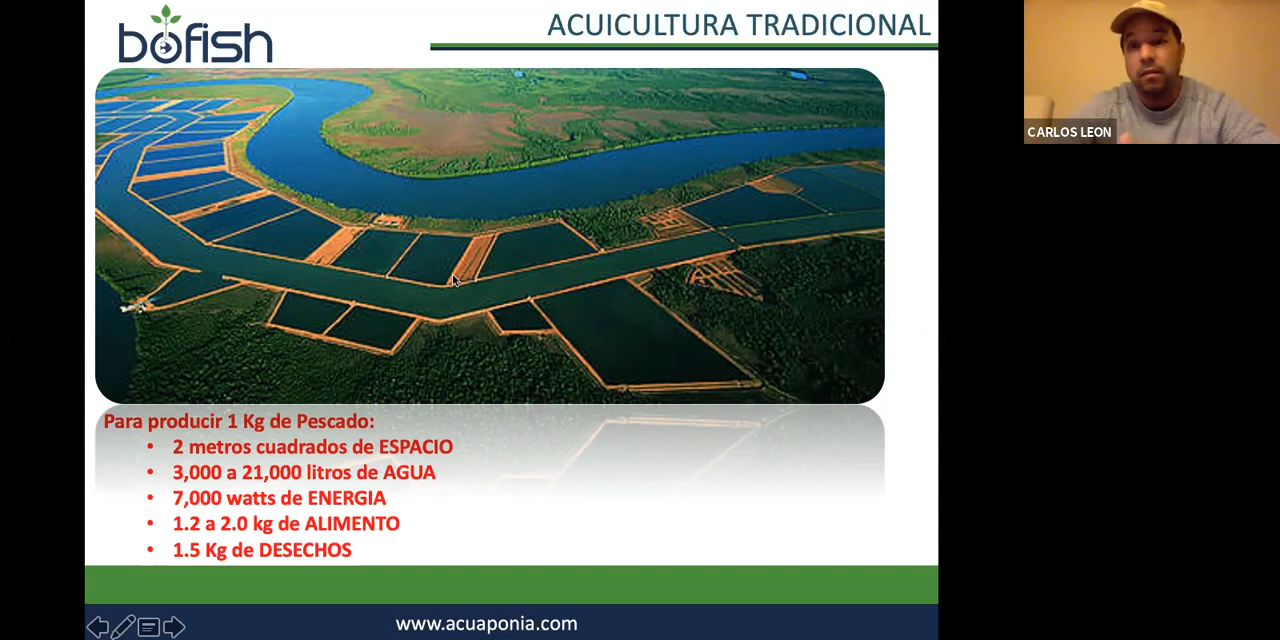 bofish
ACUICULTURA TRADICIONAL
CARLOS LEON
Para producir 1 Kg de Pescado:
• 2 metros cuadrados de ESPACIO
• 3,000 a 21,000 litros de AGUA
• 7,000 watts de ENERGIA
• 1.2 a 2.0 kg de ALIMENTO
• 1.5 Kg de DESECHOS
www.acuaponia.com